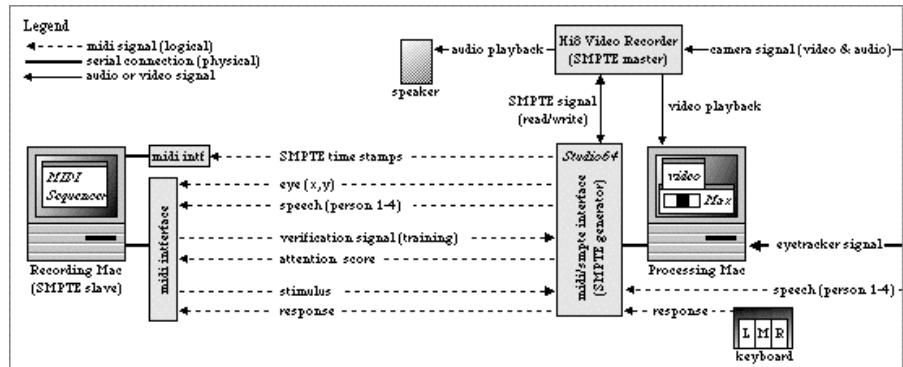 Legend
midi signal (logical)
serial connection (physical)
audio or video signal
speaker
audio playback
Hi8 Video Recorder
(SMPTE master)
camera signal (video & audio)
SMPTE signal
(read/write)
video playback
MIDI
Sequencer
midi intf
SMPTE time stamps
Studio64
video
Max
midi interface
eye (x,y)
speech (person 1-4)
verification signal (training)
attention score
stimulus
response
midi/smpte interface
(SMPTE generator)
eyetracker signal
Recording Mac
(SMPTE slave)
Processing Mac
speech (person 1-4)
response
L M R
keyboard